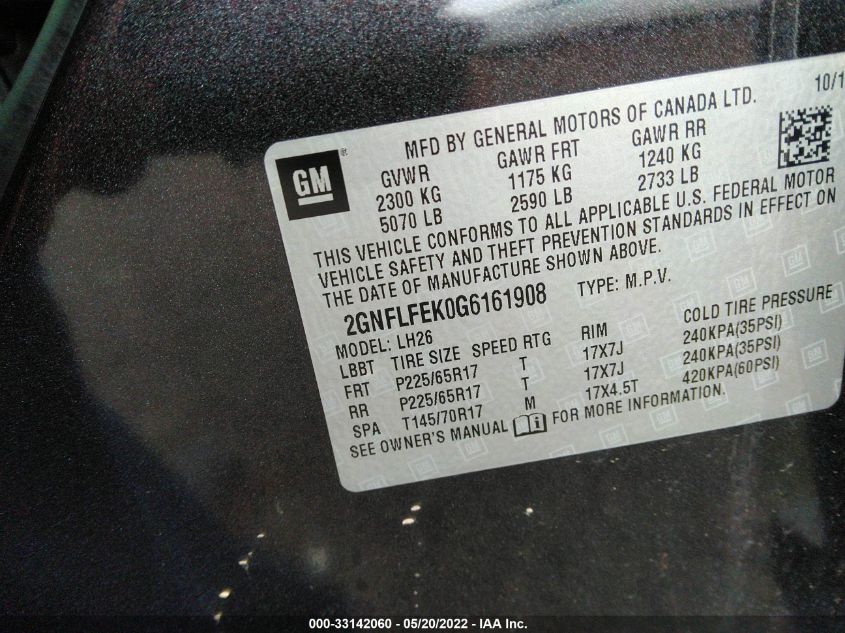 10/1
MFD BY GENERAL MOTORS OF CANADA LTD.
GM
GVWR GAWR FRT GAWR RR
2300 KG 1175 KG 1240 KG
5070 LB 2590 LB 2733 LB
THIS VEHICLE CONFORMS TO ALL APPLICABLE U.S. FEDERAL MOTOR
VEHICLE SAFETY AND THEFT PREVENTION STANDARDS IN EFFECT ON
THE DATE OF MANUFACTURE SHOWN ABOVE.
2GNFLFEK0G6161908 TYPE: M.P.V.
MODEL: LH26
LBBT TIRE SIZE SPEED RTG RIM COLD TIRE PRESSURE
FRT P225/65R17 T 17X7J 240KPA(35PSI)
RR P225/65R17 T 17X7J 240KPA(35PSI)
SPA T145/70R17 M 17X4.5T 420KPA(60PSI)
SEE OWNER'S MANUAL FOR MORE INFORMATION.
000-33142060 - 05/20/2022 - IAA Inc.